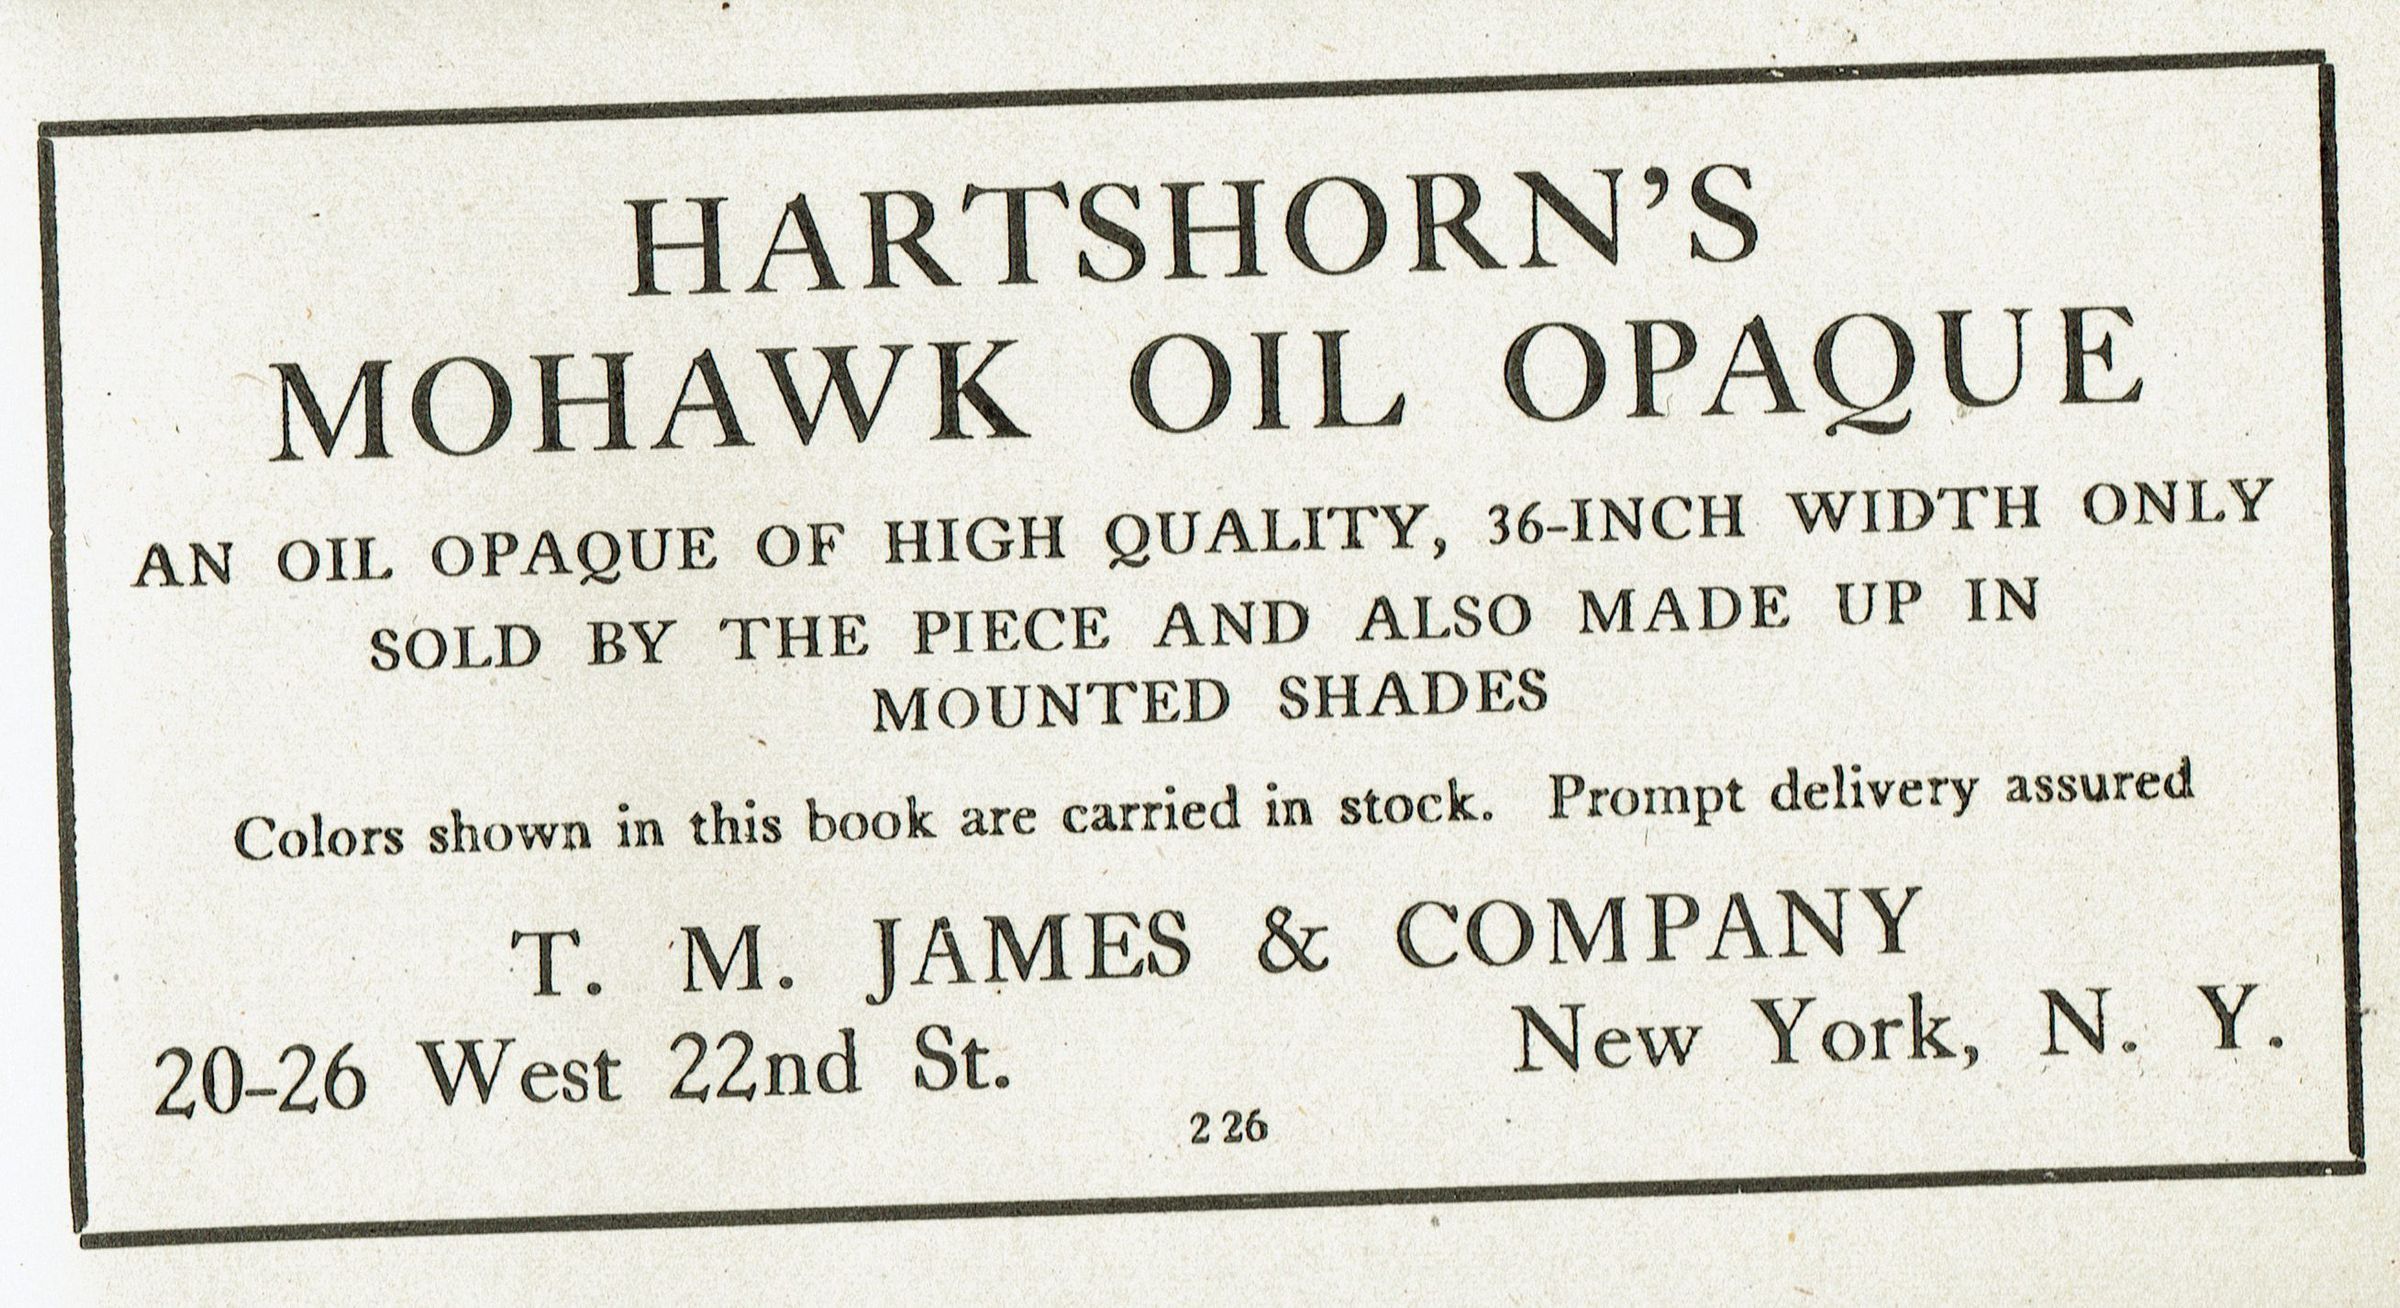 HARTSHORN'S
MOHAWK OIL OPAQUE
AN OIL OPAQUE OF HIGH QUALITY, 36-INCH WIDTH ONLY
SOLD BY THE PIECE AND ALSO MADE UP IN
MOUNTED SHADES
Colors shown in this book are carried in stock. Prompt delivery assured
T. M. JAMES & COMPANY
20-26 West 22nd St. New York, N. Y.
2 26